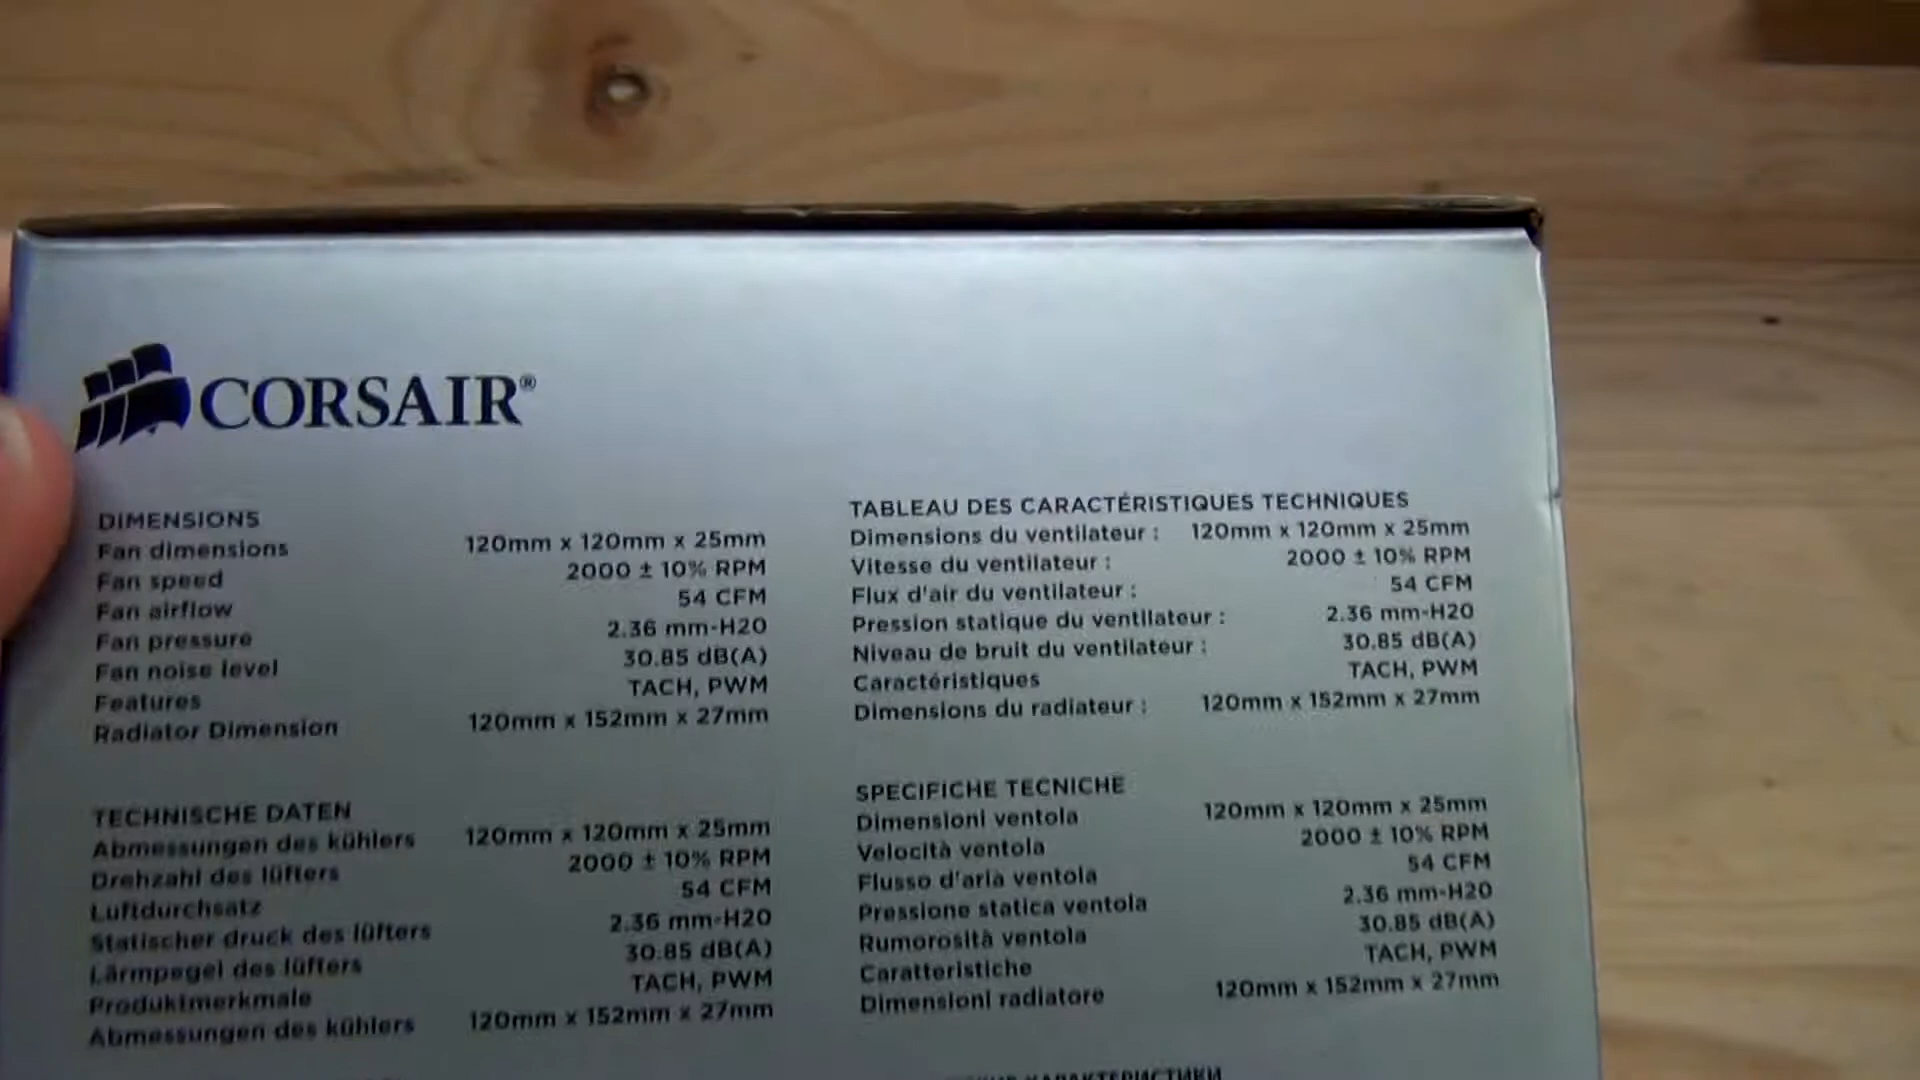 CORSAIR®
DIMENSIONS
Fan dimensions 120mm x 120mm x 25mm
Fan speed 2000 ± 10% RPM
Fan airflow 54 CFM
Fan pressure 2.36 mm-H20
Fan noise level 30.85 dB(A)
Features TACH, PWM
Radiator Dimension 120mm x 152mm x 27mm
TECHNISCHE DATEN
Abmessungen des kühlers 120mm x 120mm x 25mm
Drehzahl des lüfters 2000 ± 10% RPM
Luftdurchsatz 54 CFM
Statischer druck des lüfters 2.36 mm-H20
Lärmpegel des lüfters 30.85 dB(A)
Produktmerkmale TACH, PWM
Abmessungen des kühlers 120mm x 152mm x 27mm
TABLEAU DES CARACTÉRISTIQUES TECHNIQUES
Dimensions du ventilateur : 120mm x 120mm x 25mm
Vitesse du ventilateur : 2000 ± 10% RPM
Flux d'air du ventilateur : 54 CFM
Pression statique du ventilateur : 2.36 mm-H20
Niveau de bruit du ventilateur : 30.85 dB(A)
Caractéristiques TACH, PWM
Dimensions du radiateur : 120mm x 152mm x 27mm
SPECIFICHE TECNICHE
Dimensioni ventola 120mm x 120mm x 25mm
Velocità ventola 2000 ± 10% RPM
Flusso d'aria ventola 54 CFM
Pressione statica ventola 2.36 mm-H20
Rumorosità ventola 30.85 dB(A)
Caratteristiche TACH, PWM
Dimensioni radiatore 120mm x 152mm x 27mm
ХАРАКТЕРИСТИКИ